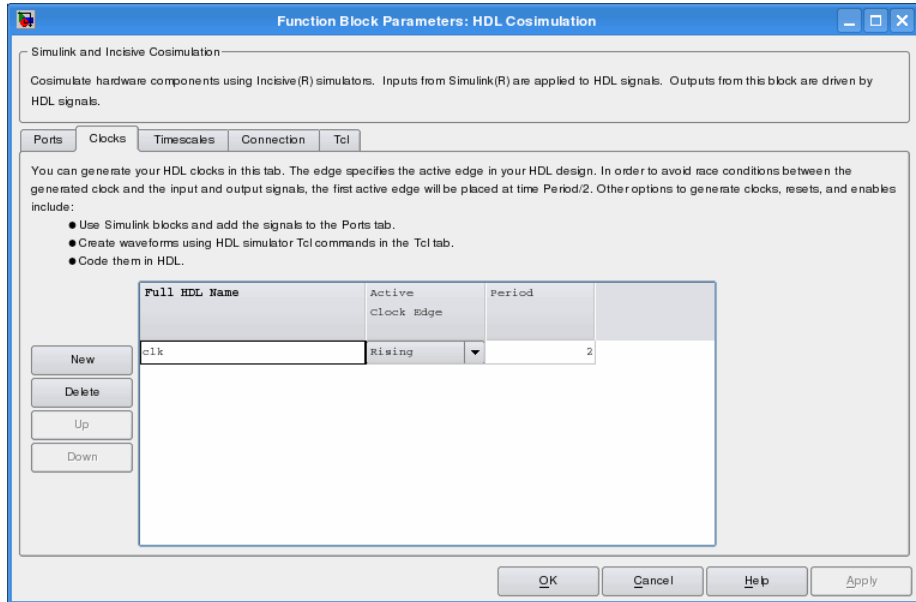 Function Block Parameters: HDL Cosimulation
Simulink and Incisive Cosimulation
Cosimulate hardware components using Incisive(R) simulators. Inputs from Simulink(R) are applied to HDL signals. Outputs from this block are driven by
HDL signals.
Ports Clocks Timescales Connection Tcl
You can generate your HDL clocks in this tab. The edge specifies the active edge in your HDL design. In order to avoid race conditions between the
generated clock and the input and output signals, the first active edge will be placed at time Period/2. Other options to generate clocks, resets, and enables
include:
● Use Simulink blocks and add the signals to the Ports tab.
● Create waveforms using HDL simulator Tcl commands in the Tcl tab.
● Code them in HDL.
Full HDL Name Active Period
Clock Edge
clk Rising 2
New
Delete
Up
Down
OK Cancel Help Apply